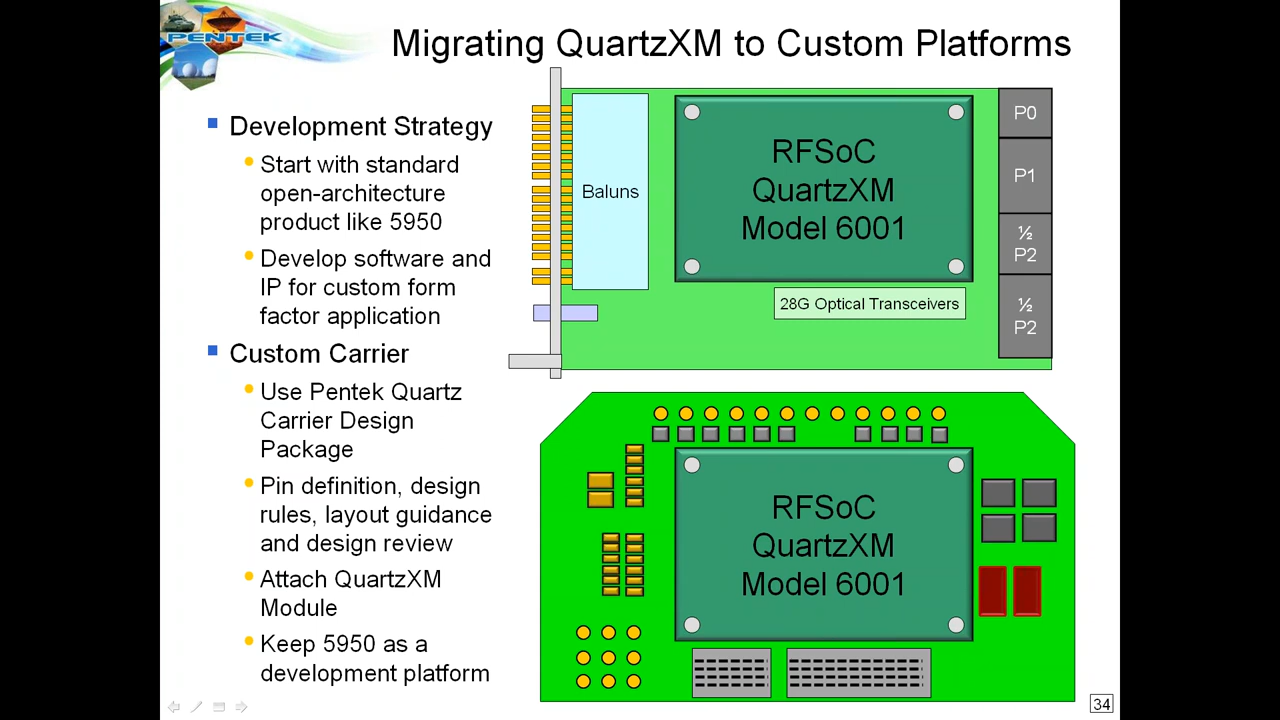 PENTEK
Migrating QuartzXM to Custom Platforms
Development Strategy
Start with standard
open-architecture
product like 5950
Develop software and
IP for custom form
factor application
Custom Carrier
Use Pentek Quartz
Carrier Design
Package
Pin definition, design
rules, layout guidance
and design review
Attach QuartzXM
Module
Keep 5950 as a
development platform
Baluns
RFSoC
QuartzXM
Model 6001
28G Optical Transceivers
P0
P1
½
P2
½
P2
RFSoC
QuartzXM
Model 6001
34